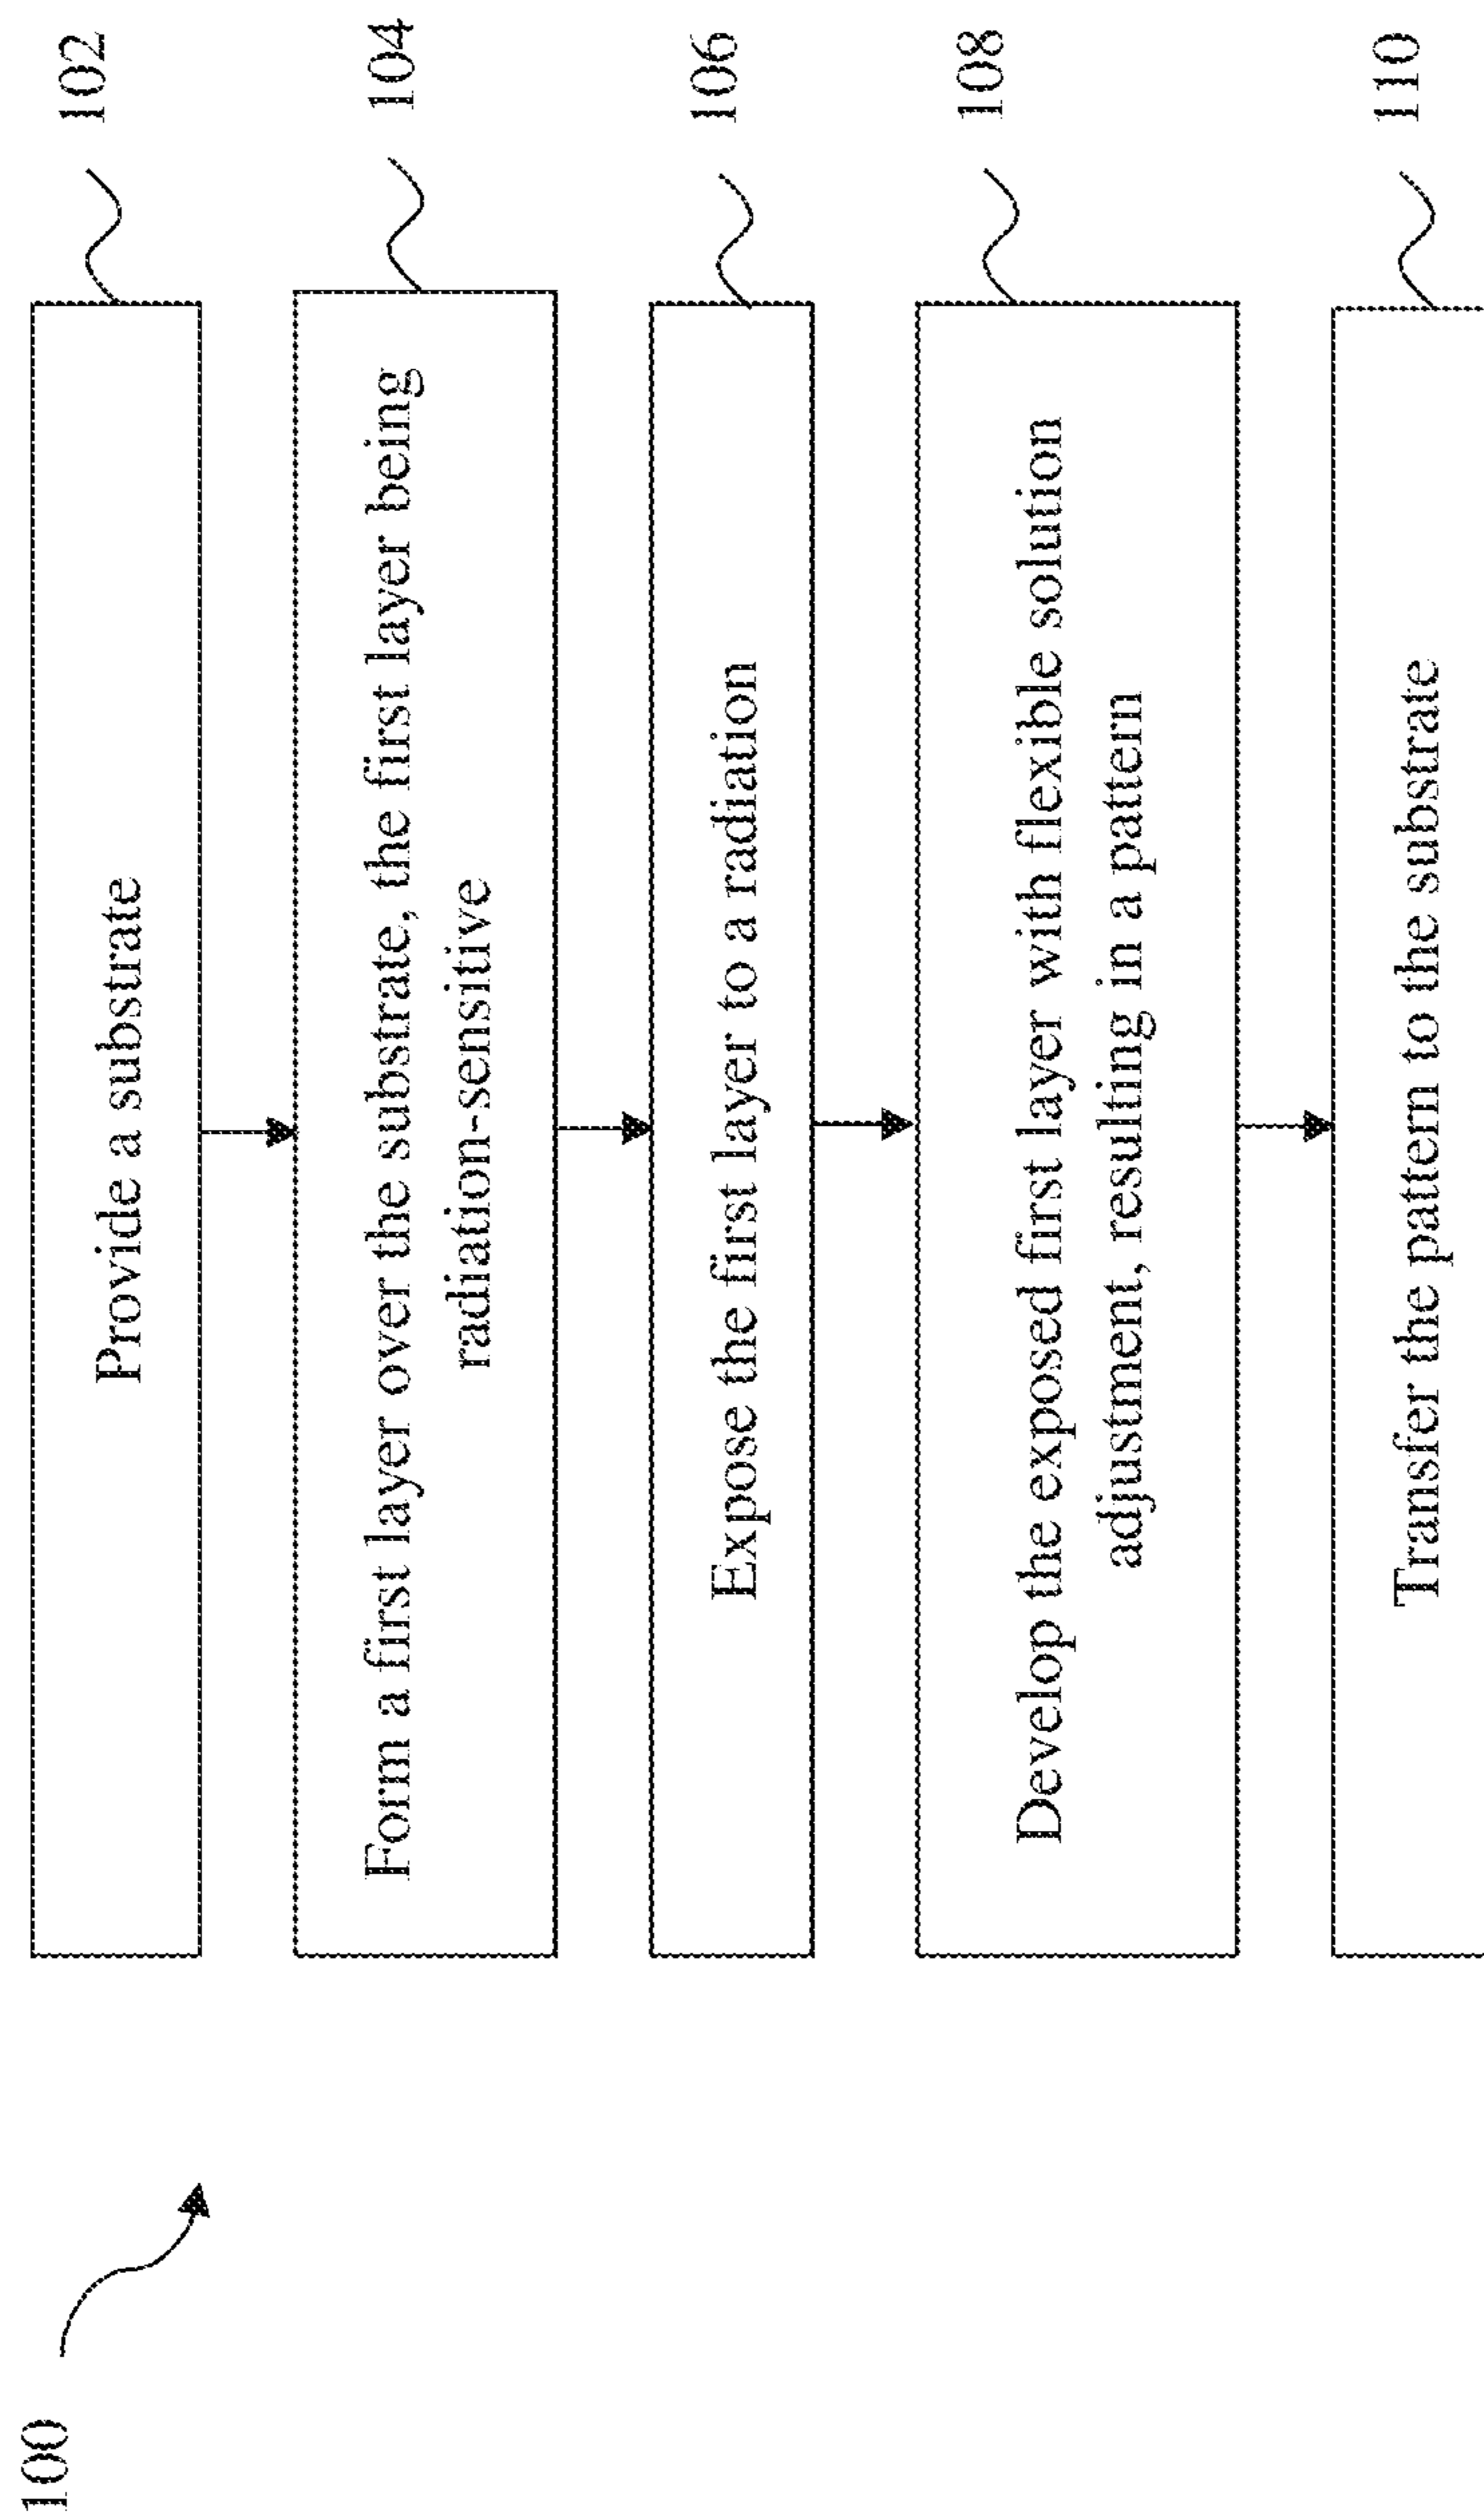 100
Provide a substrate
102
Form a first layer over the substrate, the first layer being
radiation-sensitive
104
Expose the first layer to a radiation
106
Develop the exposed first layer with flexible solution
adjustment, resulting in a pattern
108
Transfer the pattern to the substrate
110